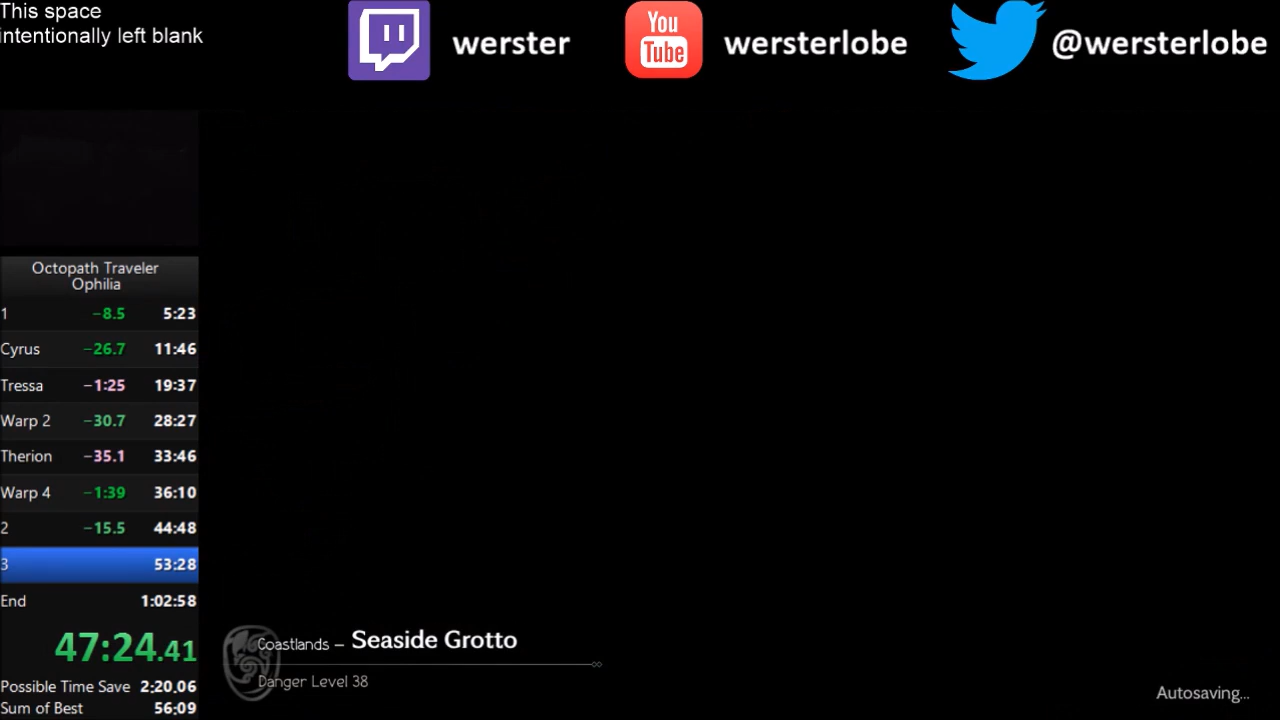 This space
intentionally left blank
werster
You
Tube
wersterlobe
@wersterlobe
Octopath Traveler
Ophilia
1 −8.5 5:23
Cyrus −26.7 11:46
Tressa −1:25 19:37
Warp 2 −30.7 28:27
Therion −35.1 33:46
Warp 4 −1:39 36:10
2 −15.5 44:48
3 53:28
End 1:02:58
47:24.41
Possible Time Save 2:20.06
Sum of Best 56:09
Coastlands – Seaside Grotto
Danger Level 38
Autosaving...